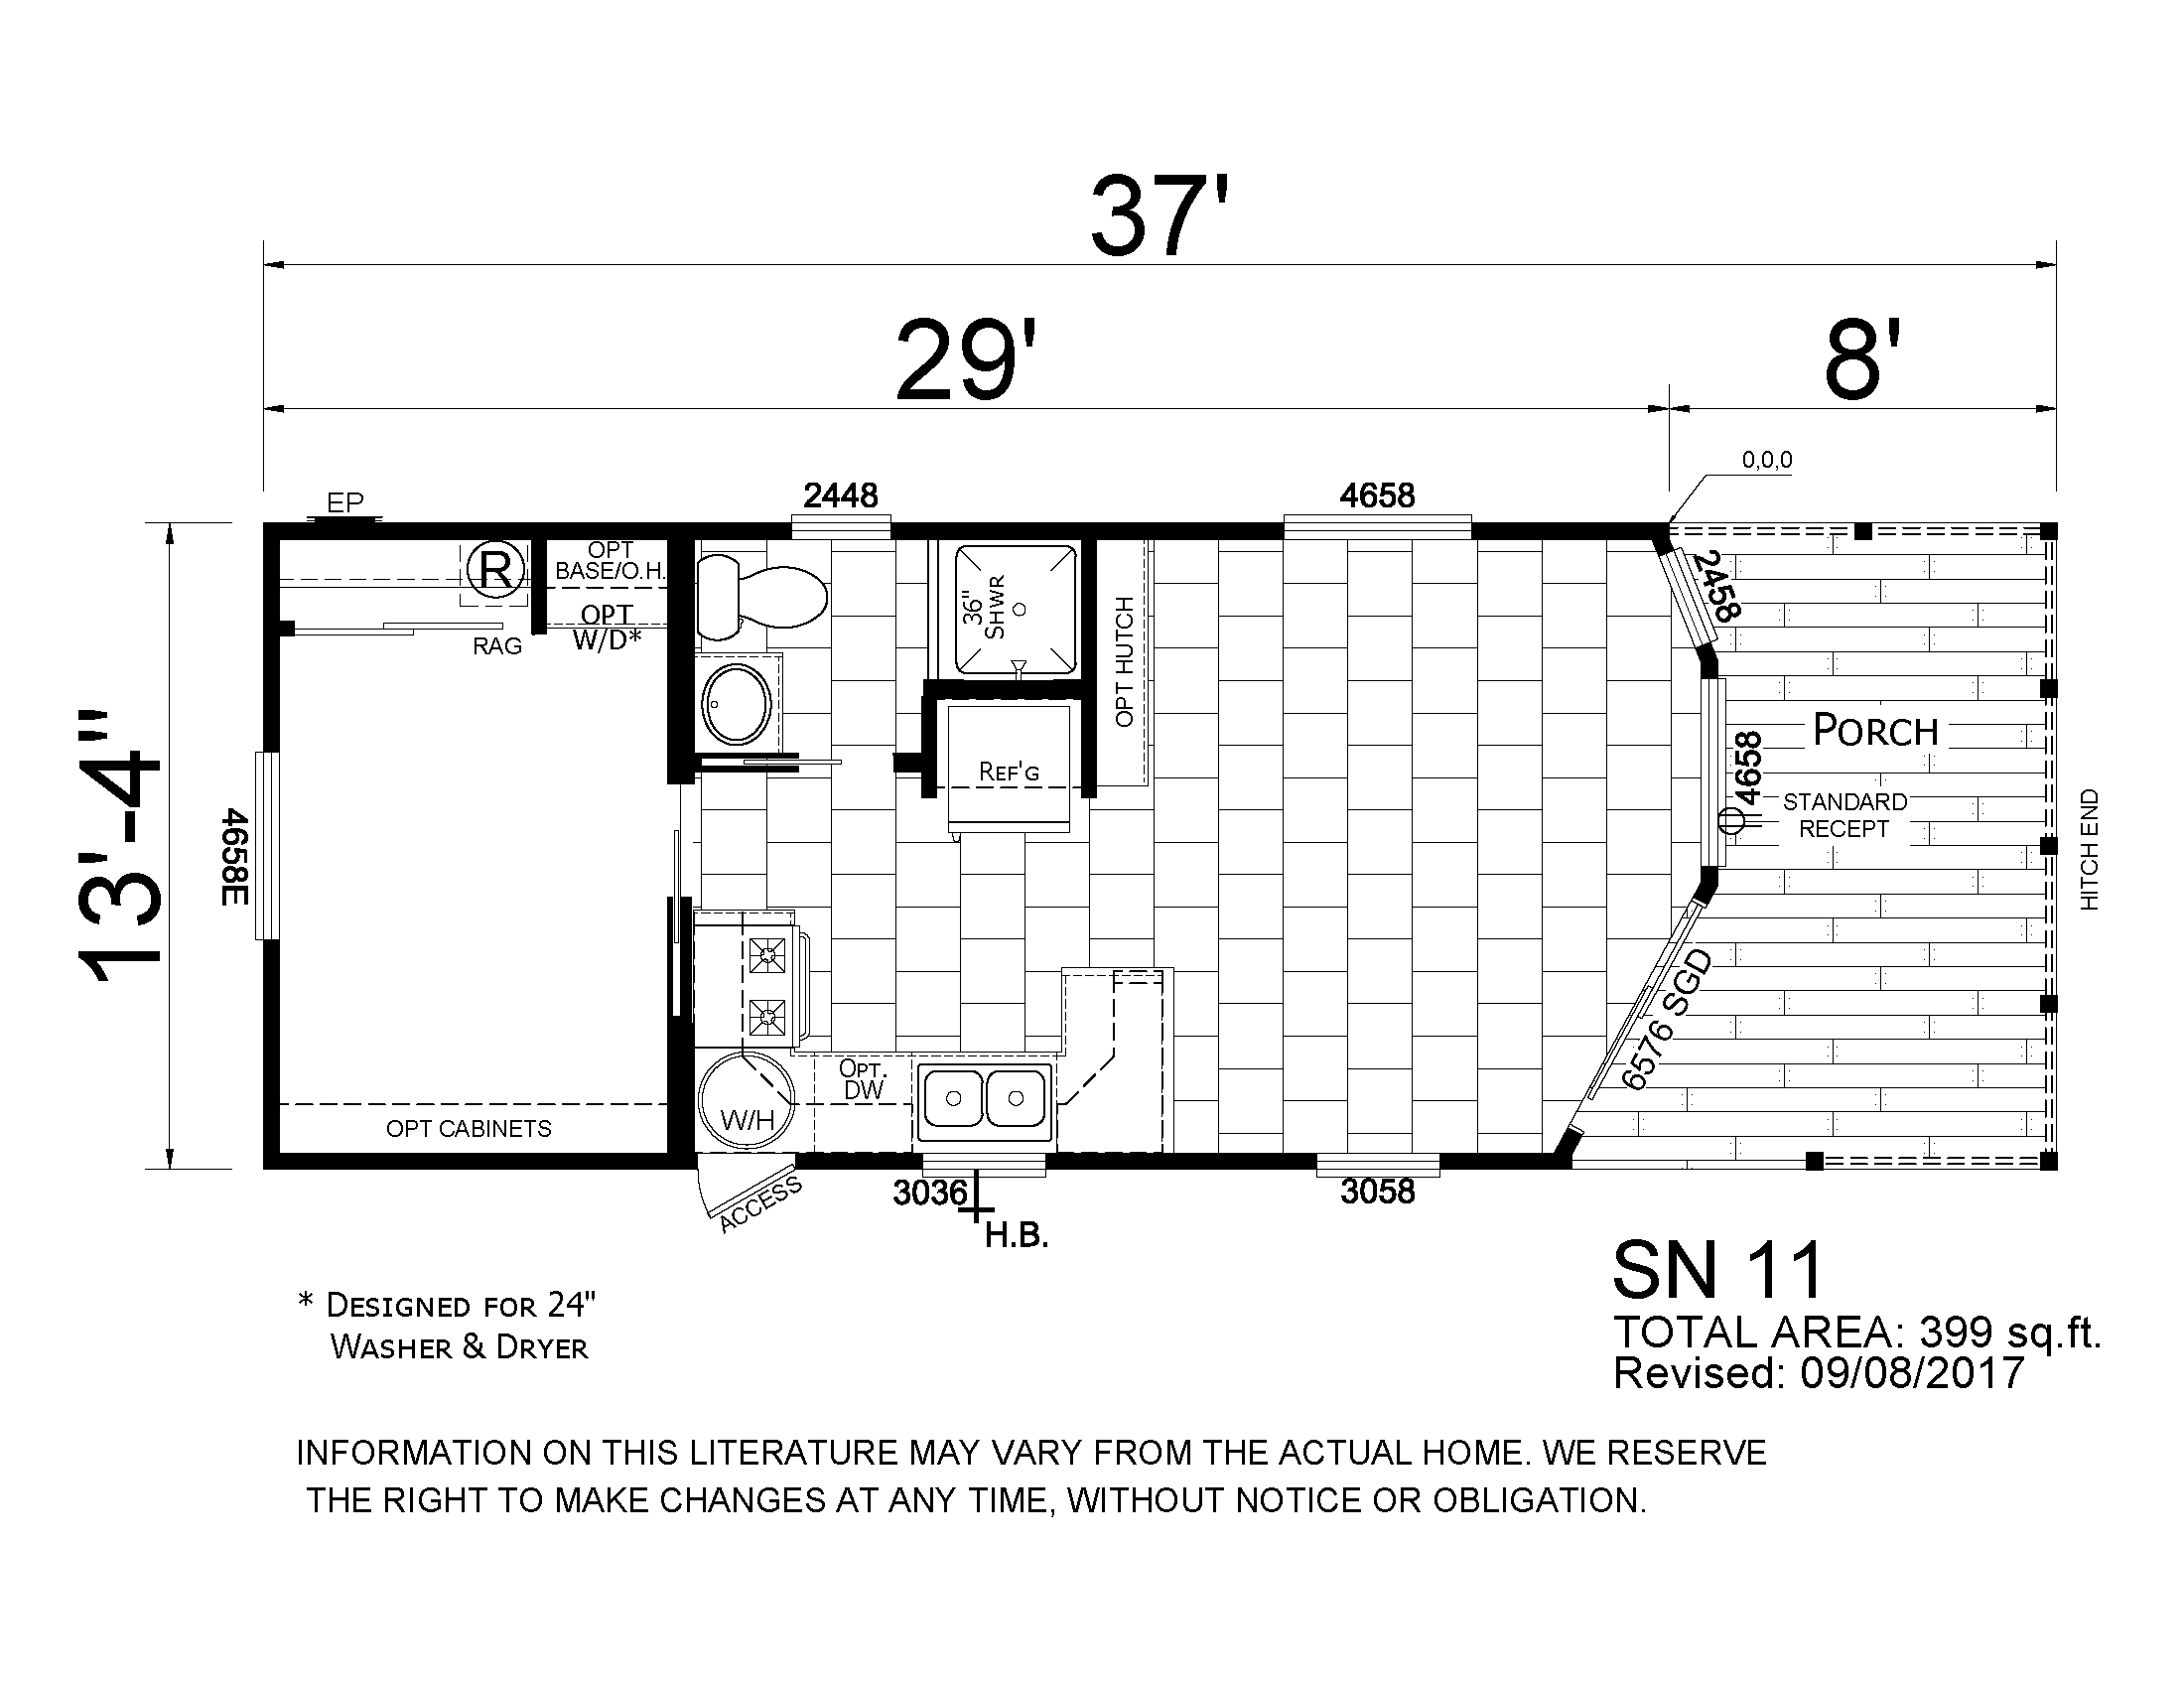 37'
29'
8'
0,0,0
EP
2448
4658
R
OPT
BASE/O.H.
OPT
W/D*
RAG
36"
SHWR
OPT HUTCH
2458
REF'G
PORCH
4658
STANDARD
RECEPT
HITCH END
13'-4"
4658E
6576 SGD
OPT.
DW
W/H
OPT CABINETS
ACCESS
3036
H.B.
3058
SN 11
TOTAL AREA: 399 sq.ft.
Revised: 09/08/2017
* DESIGNED FOR 24"
WASHER & DRYER
INFORMATION ON THIS LITERATURE MAY VARY FROM THE ACTUAL HOME. WE RESERVE
THE RIGHT TO MAKE CHANGES AT ANY TIME, WITHOUT NOTICE OR OBLIGATION.